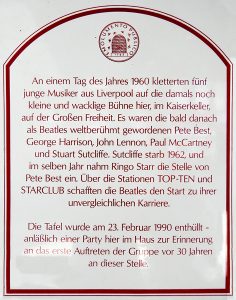 DOCUMENTO
An einem Tag des Jahres 1960 kletterten fünf
junge Musiker aus Liverpool auf die damals noch
kleine und wacklige Bühne hier, im Kaiserkeller,
auf der Großen Freiheit. Es waren die bald danach
als Beatles weltberühmt gewordenen Pete Best,
George Harrison, John Lennon, Paul McCartney
und Stuart Sutcliffe. Sutcliffe starb 1962, und
im selben Jahr nahm Ringo Starr die Stelle von
Pete Best ein. Über die Stationen TOP-TEN und
STARCLUB schafften die Beatles den Start zu ihrer
unvergleichlichen Karriere.
Die Tafel wurde am 23. Februar 1990 enthüllt -
anläßlich einer Party hier im Haus zur Erinnerung
an das erste Auftreten der Gruppe vor 30 Jahren
an dieser Stelle.